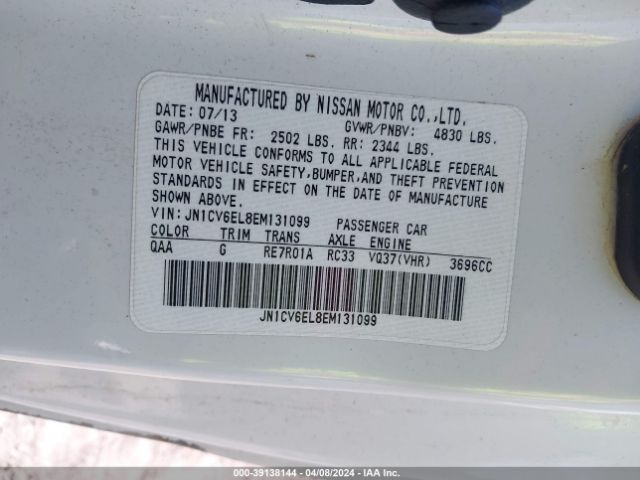 MANUFACTURED BY NISSAN MOTOR CO.,LTD.
DATE: 07/13 GVWR/PNBV: 4830 LBS.
GAWR/PNBE FR: 2502 LBS. RR: 2344 LBS.
THIS VEHICLE CONFORMS TO ALL APPLICABLE FEDERAL
MOTOR VEHICLE SAFETY,BUMPER,AND THEFT PREVENTION
STANDARDS IN EFFECT ON THE DATE OF MANUFACTURE
SHOWN ABOVE.
VIN:JN1CV6EL8EM131099 PASSENGER CAR
COLOR TRIM TRANS AXLE ENGINE
QAA G RE7R01A RC33 VQ37(VHR) 3696CC
JN1CV6EL8EM131099
000-39138144 - 04/08/2024 - IAA Inc.